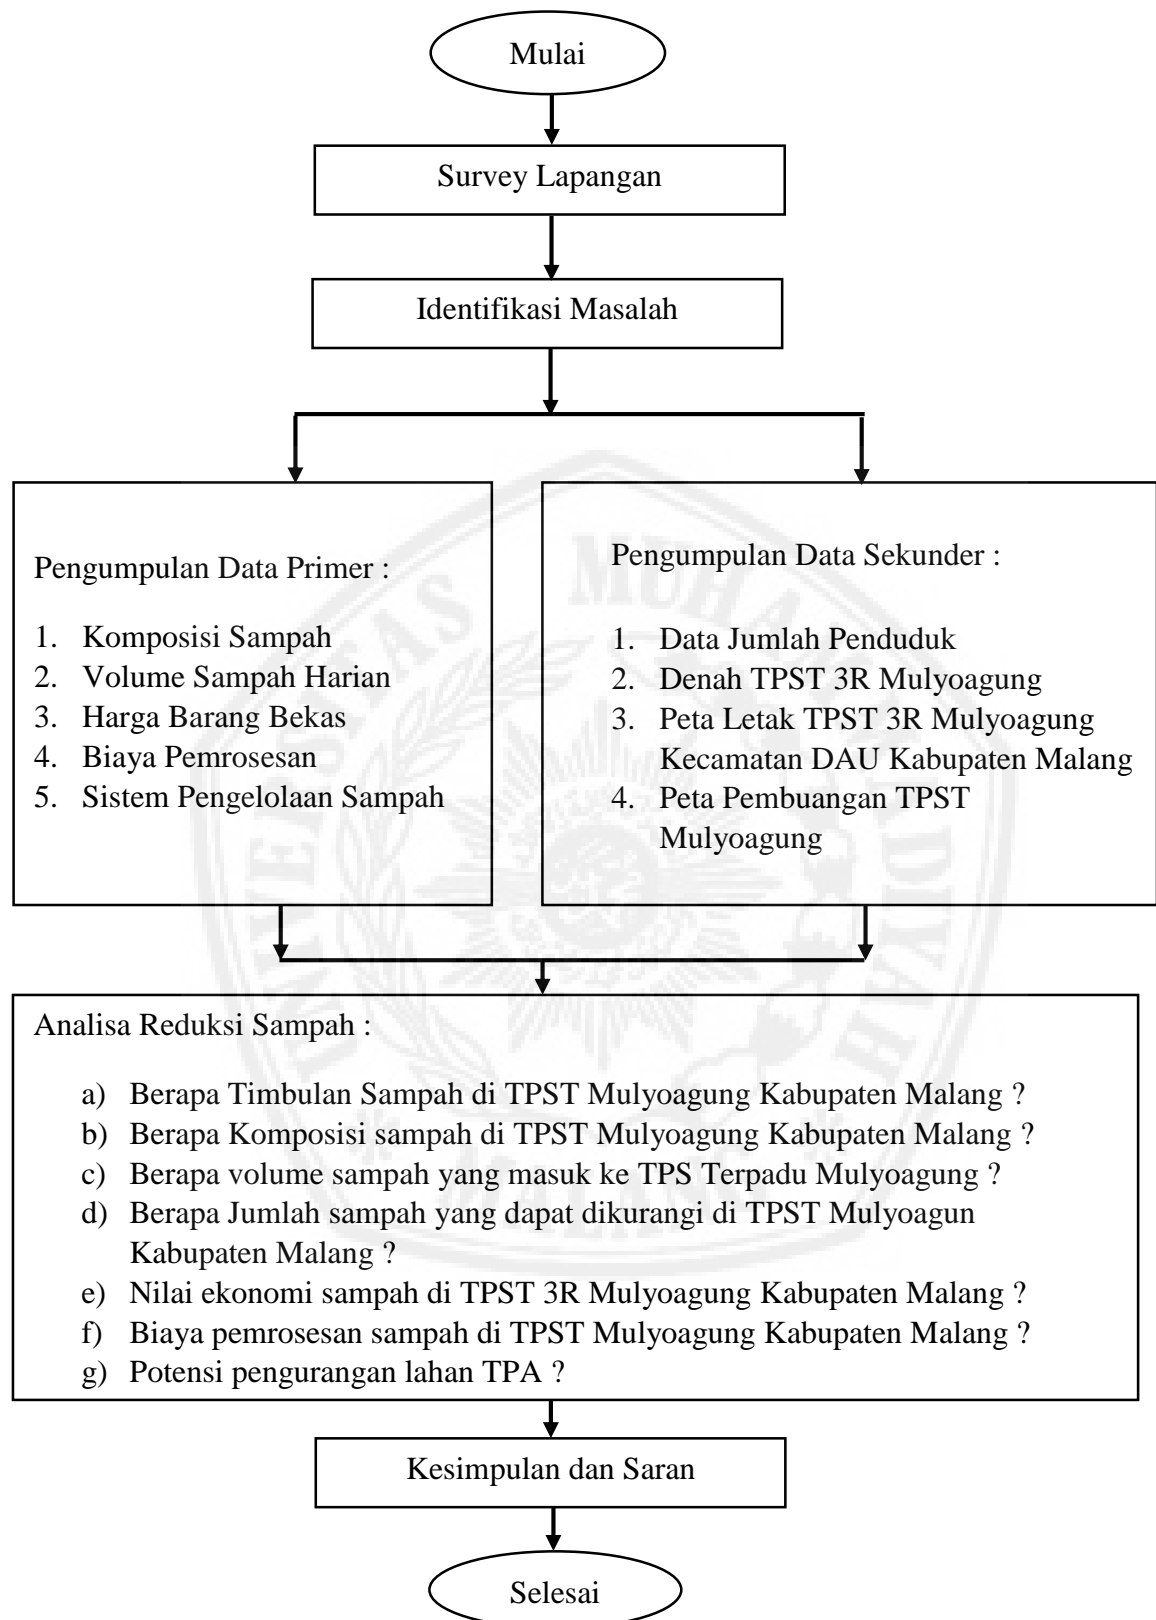 Mulai
Survey Lapangan
Identifikasi Masalah
Pengumpulan Data Primer :
1. Komposisi Sampah
2. Volume Sampah Harian
3. Harga Barang Bekas
4. Biaya Pemrosesan
5. Sistem Pengelolaan Sampah
Pengumpulan Data Sekunder :
1. Data Jumlah Penduduk
2. Denah TPST 3R Mulyoagung
3. Peta Letak TPST 3R Mulyoagung
Kecamatan DAU Kabupaten Malang
4. Peta Pembuangan TPST
Mulyoagung
Analisa Reduksi Sampah :
a) Berapa Timbulan Sampah di TPST Mulyoagung Kabupaten Malang ?
b) Berapa Komposisi sampah di TPST Mulyoagung Kabupaten Malang ?
c) Berapa volume sampah yang masuk ke TPS Terpadu Mulyoagung ?
d) Berapa Jumlah sampah yang dapat dikurangi di TPST Mulyoagun
Kabupaten Malang ?
e) Nilai ekonomi sampah di TPST 3R Mulyoagung Kabupaten Malang ?
f) Biaya pemrosesan sampah di TPST Mulyoagung Kabupaten Malang ?
g) Potensi pengurangan lahan TPA ?
Kesimpulan dan Saran
Selesai
UNIVERSITAS MUHAMMADIYAH
MALANG